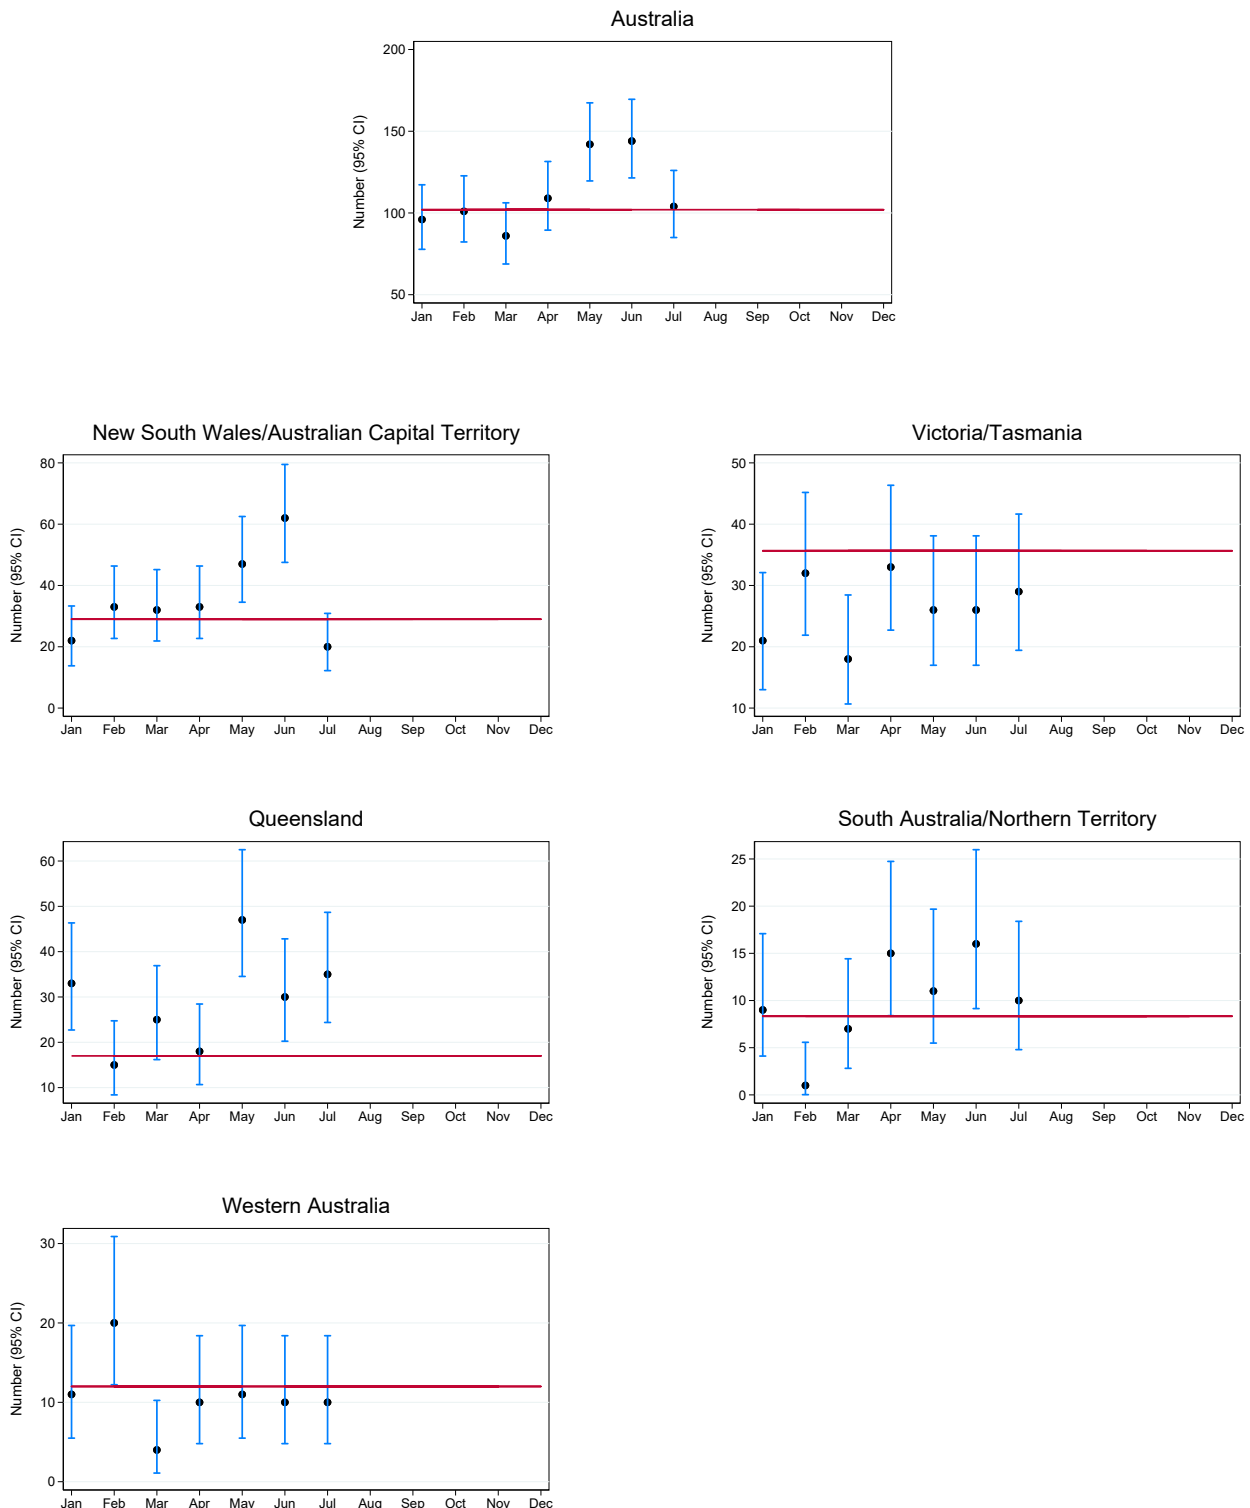 Australia
Number (95% CI)
200
150
100
50
Jan Feb Mar Apr May Jun Jul Aug Sep Oct Nov Dec
New South Wales/Australian Capital Territory
Number (95% CI)
80
60
40
20
0
Jan Feb Mar Apr May Jun Jul Aug Sep Oct Nov Dec
Victoria/Tasmania
Number (95% CI)
50
40
30
20
10
Jan Feb Mar Apr May Jun Jul Aug Sep Oct Nov Dec
Queensland
Number (95% CI)
60
50
40
30
20
10
Jan Feb Mar Apr May Jun Jul Aug Sep Oct Nov Dec
South Australia/Northern Territory
Number (95% CI)
25
20
15
10
5
0
Jan Feb Mar Apr May Jun Jul Aug Sep Oct Nov Dec
Western Australia
Number (95% CI)
30
20
10
0
Jan Feb Mar Apr May Jun Jul Aug Sep Oct Nov Dec